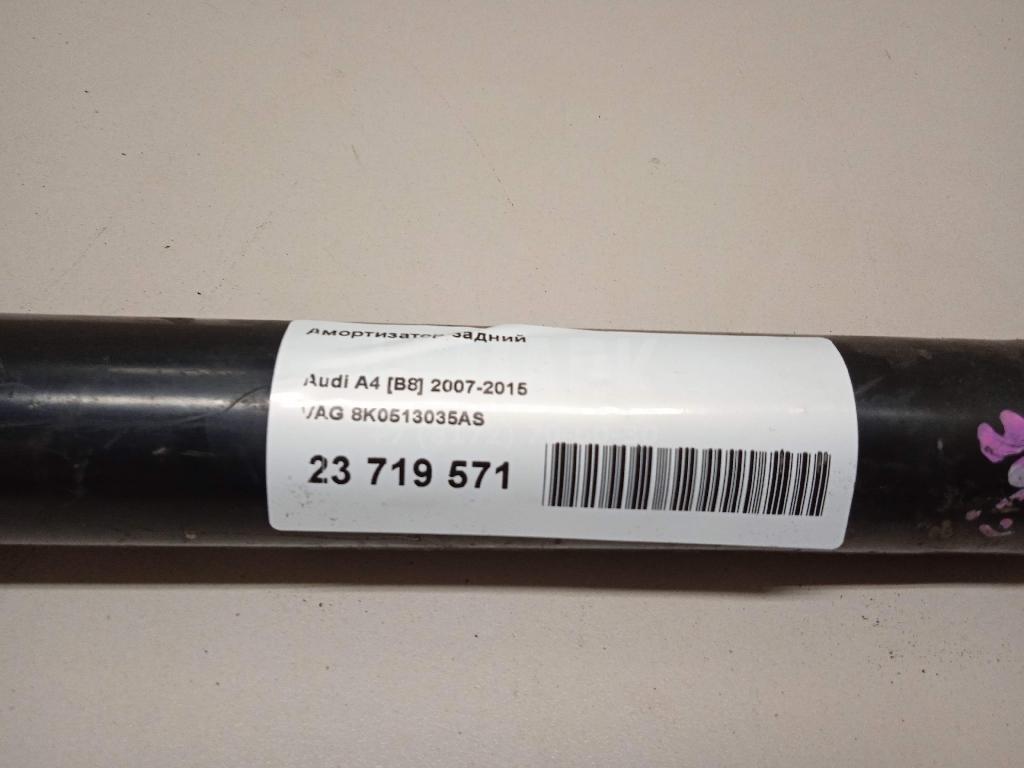 Амортизатор задний
Audi A4 [B8] 2007-2015
VAG 8K0513035AS
23 719 571